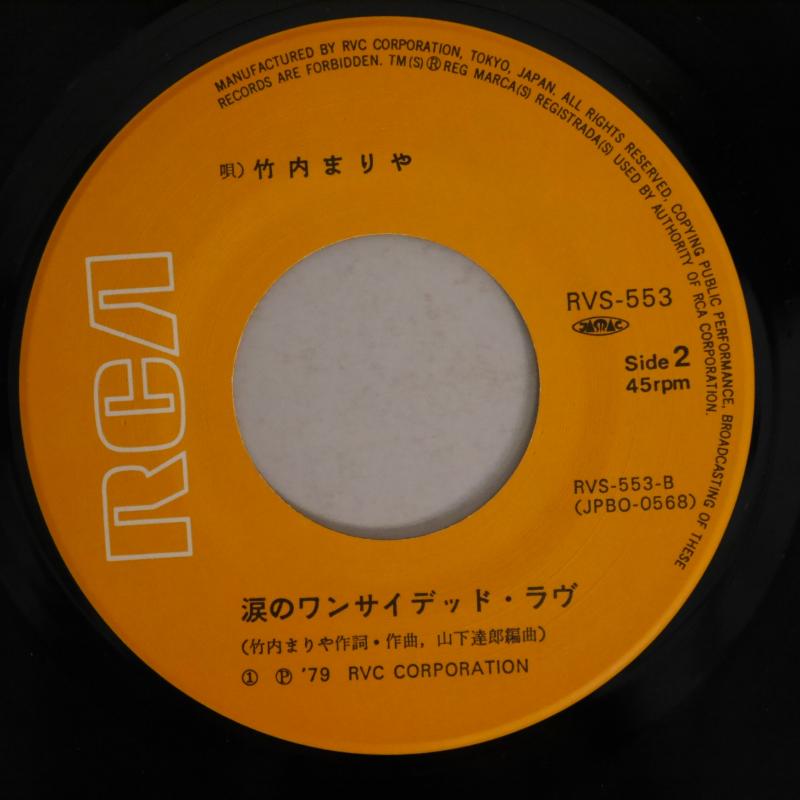 MANUFACTURED BY RVC CORPORATION, TOKYO, JAPAN. ALL RIGHTS RESERVED, COPYING PUBLIC PERFORMANCE, BROADCASTING OF THESE
RECORDS ARE FORBIDDEN. TM(S)®REG MARCA(S) REGISTRADA(S) USED BY AUTHORITY OF RCA CORPORATION.
唄) 竹内まりや
RCA
RVS-553
JASRAC
Side 2
45rpm
RVS-553-B
(JPBO-0568)
涙のワンサイデッド・ラヴ
(竹内まりや作詞・作曲, 山下達郎編曲)
① Ⓟ '79 RVC CORPORATION